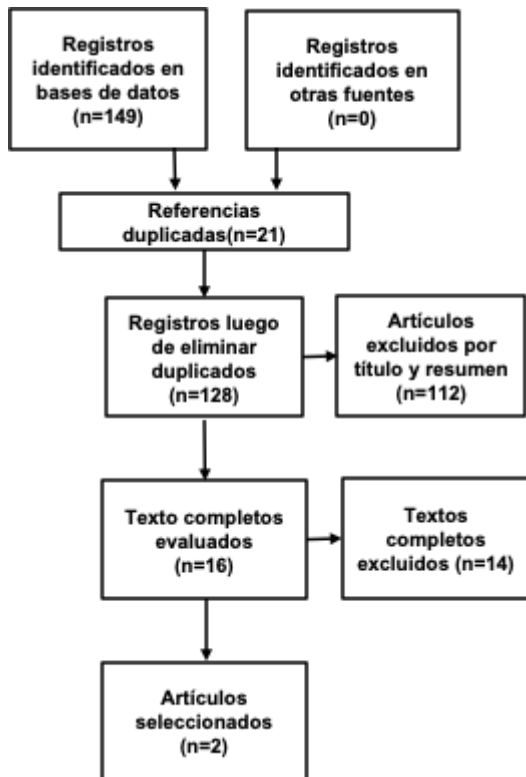 Registros
identificados en
bases de datos
(n=149)
Registros
identificados en
otras fuentes
(n=0)
Referencias
duplicadas(n=21)
Registros luego
de eliminar
duplicados
(n=128)
Artículos
excluidos por
título y resumen
(n=112)
Texto completos
evaluados
(n=16)
Textos
completos
excluidos (n=14)
Artículos
seleccionados
(n=2)